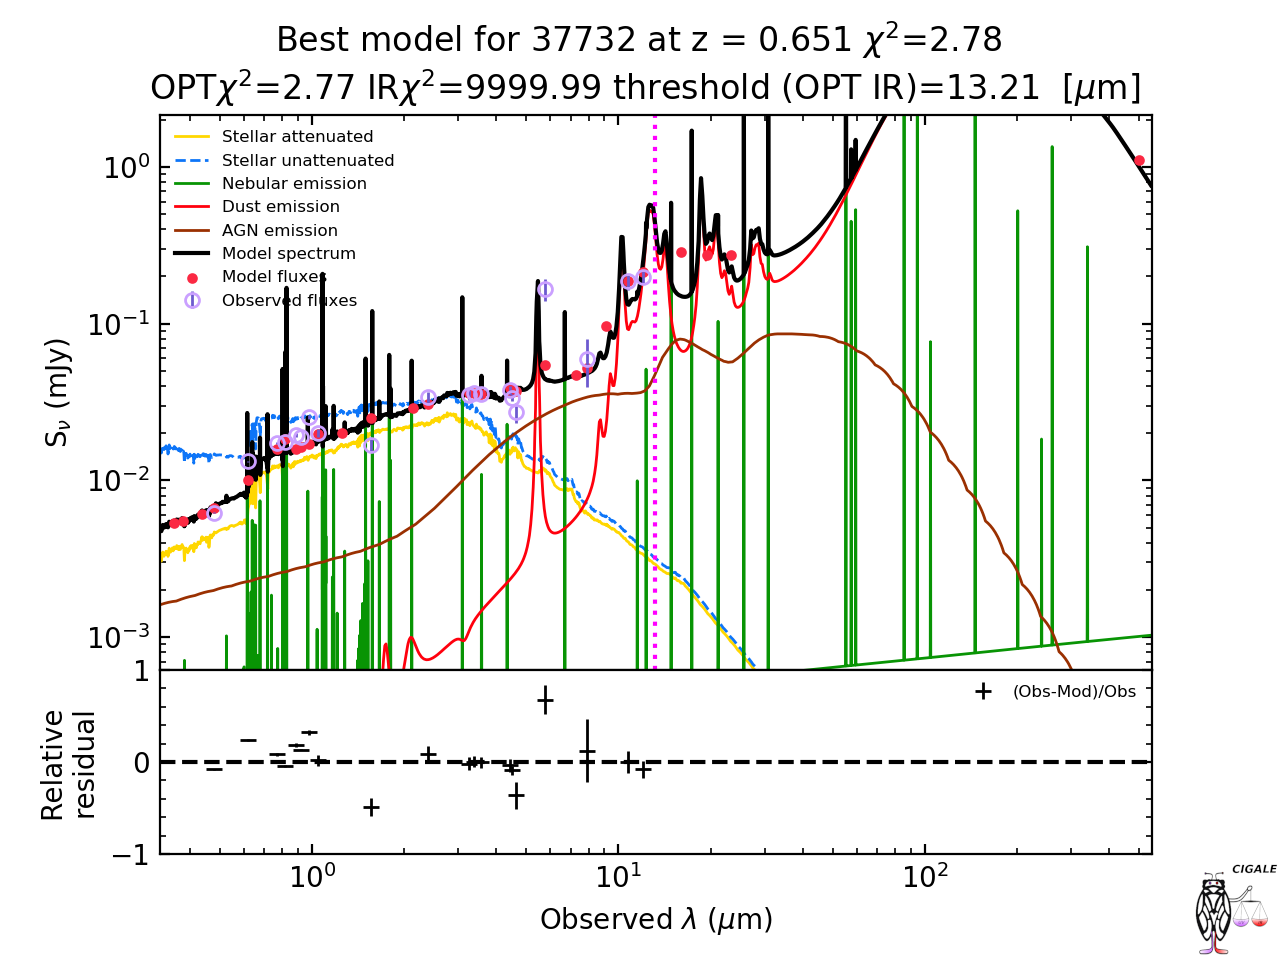 Best model for 37732 at z = 0.651 χ²=2.78
OPTχ²=2.77 IRχ²=9999.99 threshold (OPT IR)=13.21 [μm]
Stellar attenuated
Stellar unattenuated
Nebular emission
Dust emission
AGN emission
Model spectrum
Model fluxes
Observed fluxes
10⁰
10⁻¹
10⁻²
10⁻³
S_ν (mJy)
1
0
−1
Relative
residual
(Obs-Mod)/Obs
10⁰ 10¹ 10²
Observed λ (μm)
CIGALE